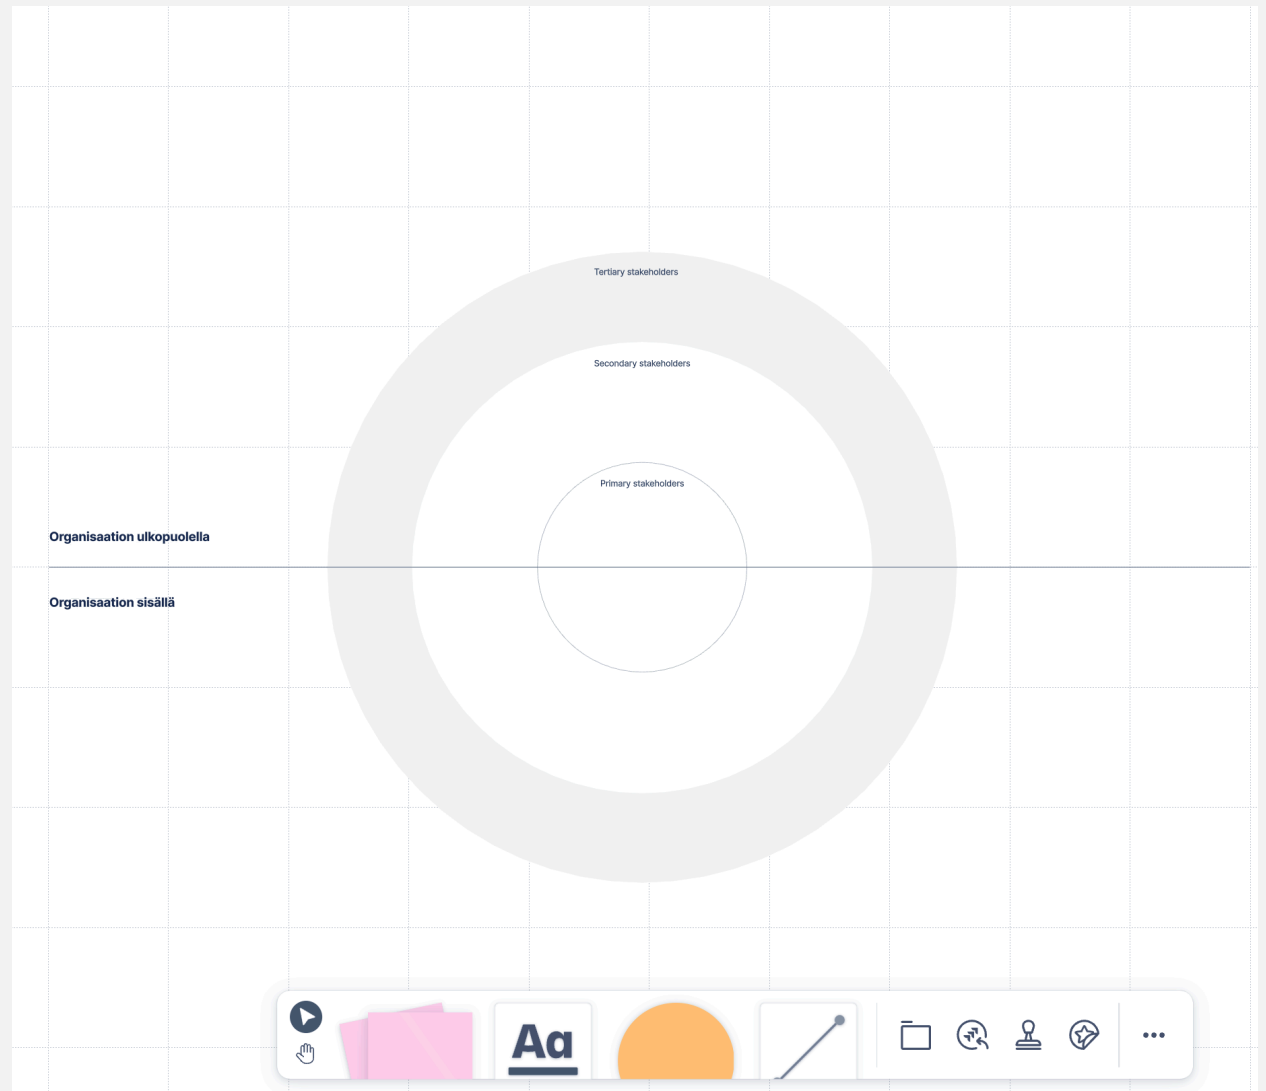 Tertiary stakeholders
Secondary stakeholders
Primary stakeholders
Organisaation ulkopuolella
Organisaation sisällä
Aa